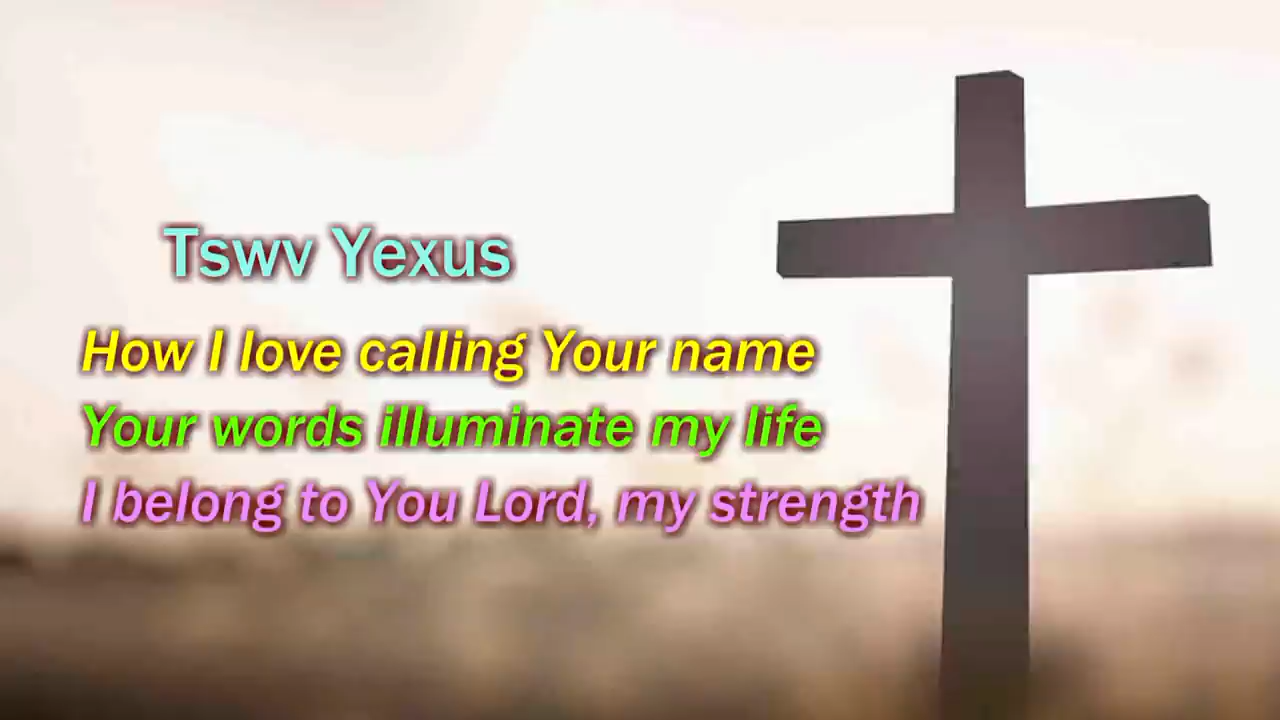 Tswv Yexus
How I love calling Your name
Your words illuminate my life
I belong to You Lord, my strength